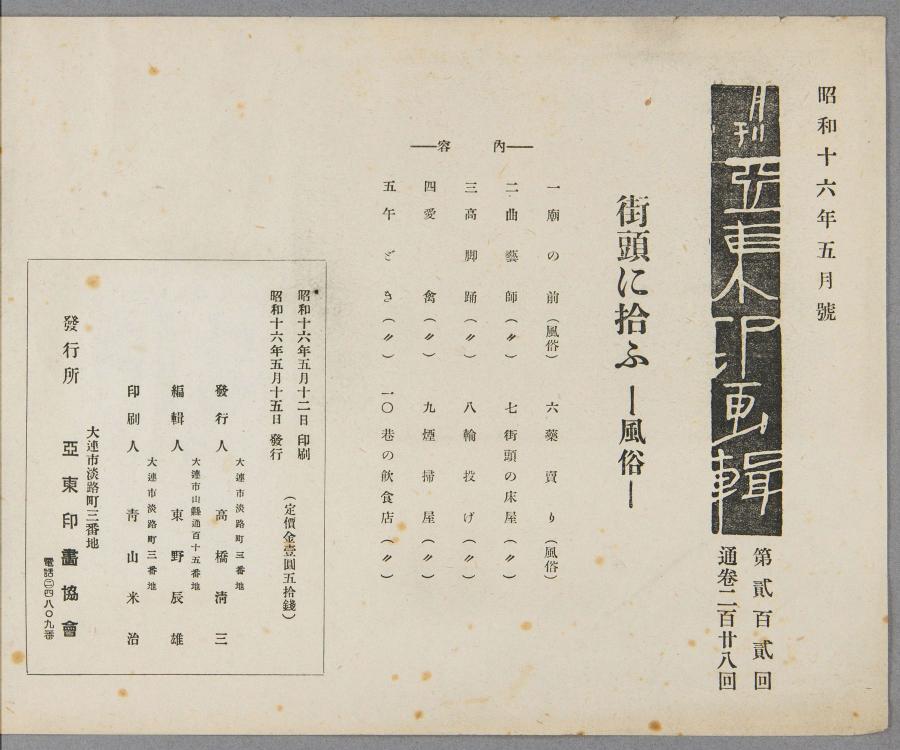 昭和十六年五月號
月刊
亞東印画輯
第貳百貳回
通卷二百廿八回
街頭に拾ふ ―風俗―
――內容――
一 廟の前（風俗）
二 曲藝師（〃）
三 高脚踊（〃）
四 愛禽（〃）
五 午どき（〃）
六 藥賣り（風俗）
七 街頭の床屋（〃）
八 輪投げ（〃）
九 煙掃屋（〃）
一〇 巷の飲食店（〃）
昭和十六年五月十二日 印刷
昭和十六年五月十五日 發行
（定價金壹圓五拾錢）
大連市淡路町三番地
發行人 高橋淸三
大連市山縣通百十五番地
編輯人 東野辰雄
大連市淡路町三番地
印刷人 靑山米治
大連市淡路町三番地
發行所 亞東印畫協會
電話②四八〇九番